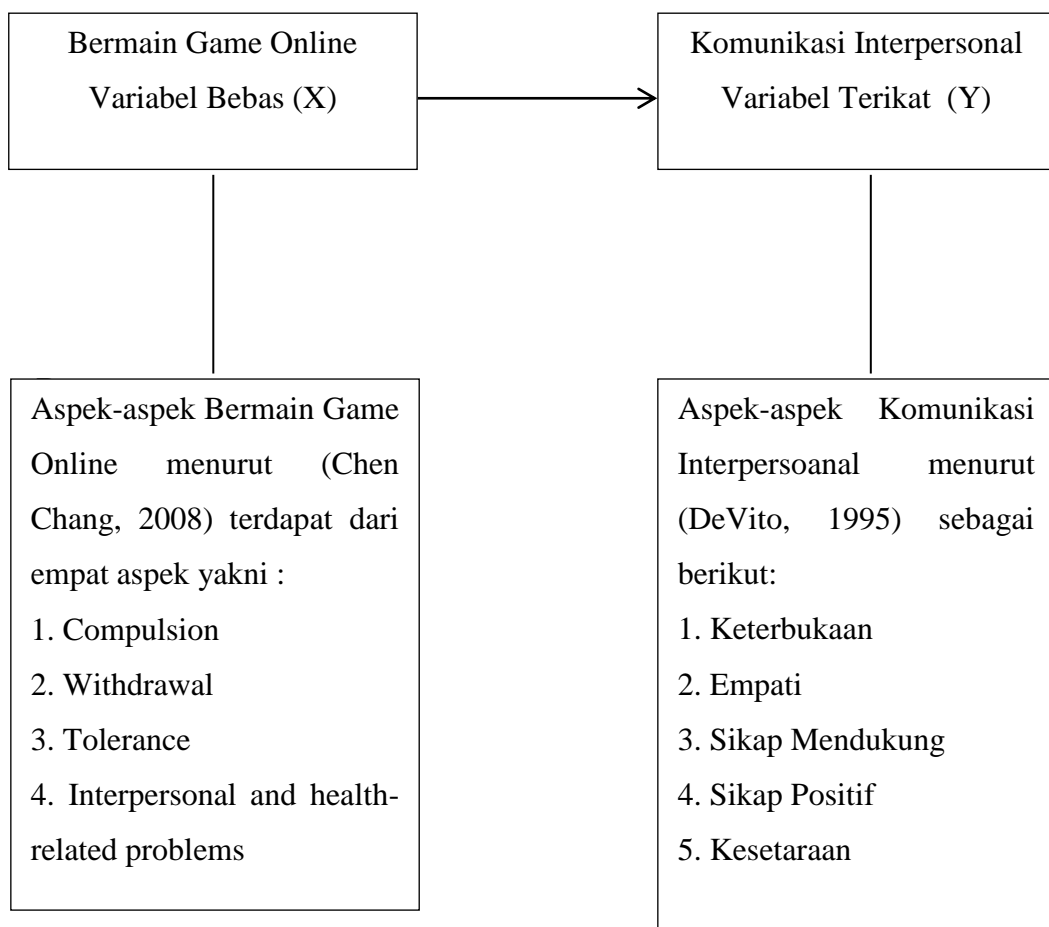 Bermain Game Online
Variabel Bebas (X)
Komunikasi Interpersonal
Variabel Terikat (Y)
Aspek-aspek Bermain Game
Online menurut (Chen
Chang, 2008) terdapat dari
empat aspek yakni :
1. Compulsion
2. Withdrawal
3. Tolerance
4. Interpersonal and health-
related problems
Aspek-aspek Komunikasi
Interpersoanal menurut
(DeVito, 1995) sebagai
berikut:
1. Keterbukaan
2. Empati
3. Sikap Mendukung
4. Sikap Positif
5. Kesetaraan